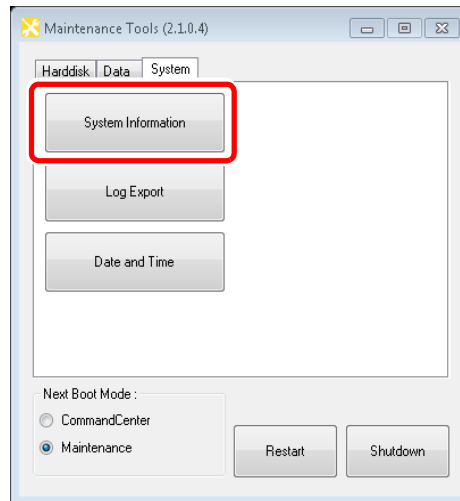 Maintenance Tools (2.1.0.4)
Harddisk Data System
System Information
Log Export
Date and Time
Next Boot Mode :
CommandCenter
Maintenance
Restart Shutdown